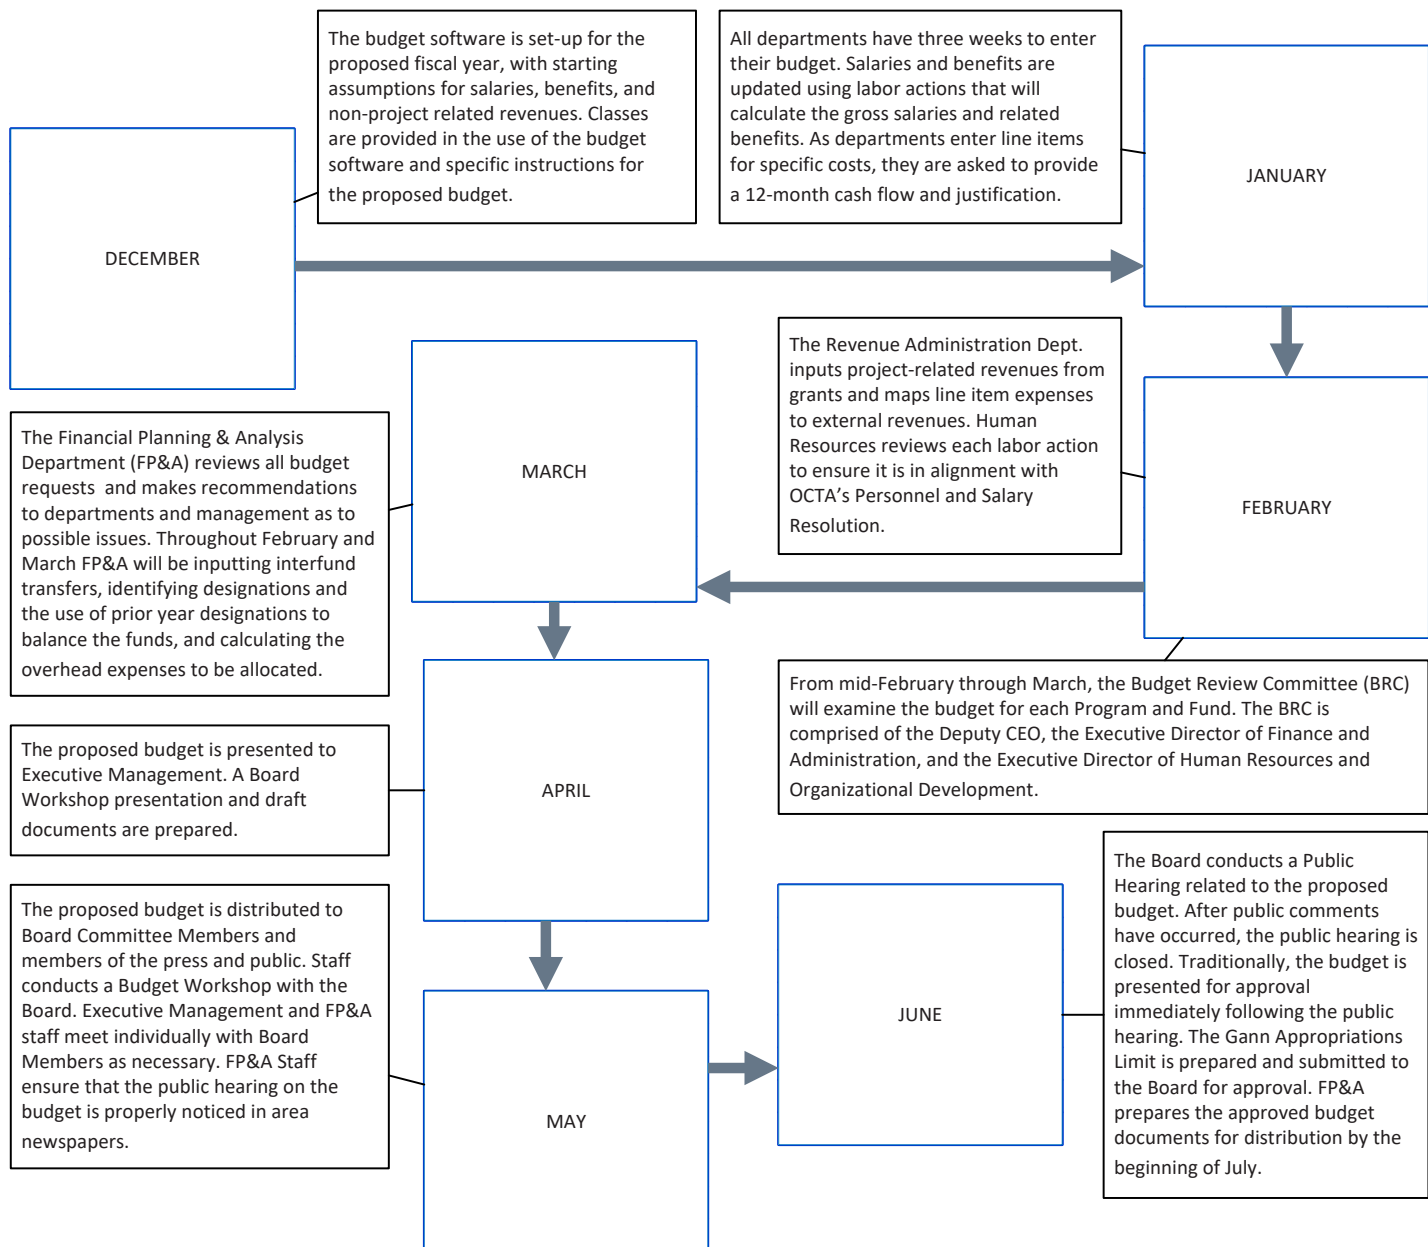 The budget software is set-up for the
proposed fiscal year, with starting
assumptions for salaries, benefits, and
non-project related revenues. Classes
are provided in the use of the budget
software and specific instructions for
the proposed budget.
DECEMBER
All departments have three weeks to enter
their budget. Salaries and benefits are
updated using labor actions that will
calculate the gross salaries and related
benefits. As departments enter line items
for specific costs, they are asked to provide
a 12-month cash flow and justification.
JANUARY
The Revenue Administration Dept.
inputs project-related revenues from
grants and maps line item expenses
to external revenues. Human
Resources reviews each labor action
to ensure it is in alignment with
OCTA’s Personnel and Salary
Resolution.
FEBRUARY
From mid-February through March, the Budget Review Committee (BRC)
will examine the budget for each Program and Fund. The BRC is
comprised of the Deputy CEO, the Executive Director of Finance and
Administration, and the Executive Director of Human Resources and
Organizational Development.
MARCH
The Financial Planning & Analysis
Department (FP&A) reviews all budget
requests  and makes recommendations
to departments and management as to
possible issues. Throughout February and
March FP&A will be inputting interfund
transfers, identifying designations and
the use of prior year designations to
balance the funds, and calculating the
overhead expenses to be allocated.
The proposed budget is presented to
Executive Management. A Board
Workshop presentation and draft
documents are prepared.
APRIL
The proposed budget is distributed to
Board Committee Members and
members of the press and public. Staff
conducts a Budget Workshop with the
Board. Executive Management and FP&A
staff meet individually with Board
Members as necessary. FP&A Staff
ensure that the public hearing on the
budget is properly noticed in area
newspapers.
MAY
JUNE
The Board conducts a Public
Hearing related to the proposed
budget. After public comments
have occurred, the public hearing is
closed. Traditionally, the budget is
presented for approval
immediately following the public
hearing. The Gann Appropriations
Limit is prepared and submitted to
the Board for approval. FP&A
prepares the approved budget
documents for distribution by the
beginning of July.